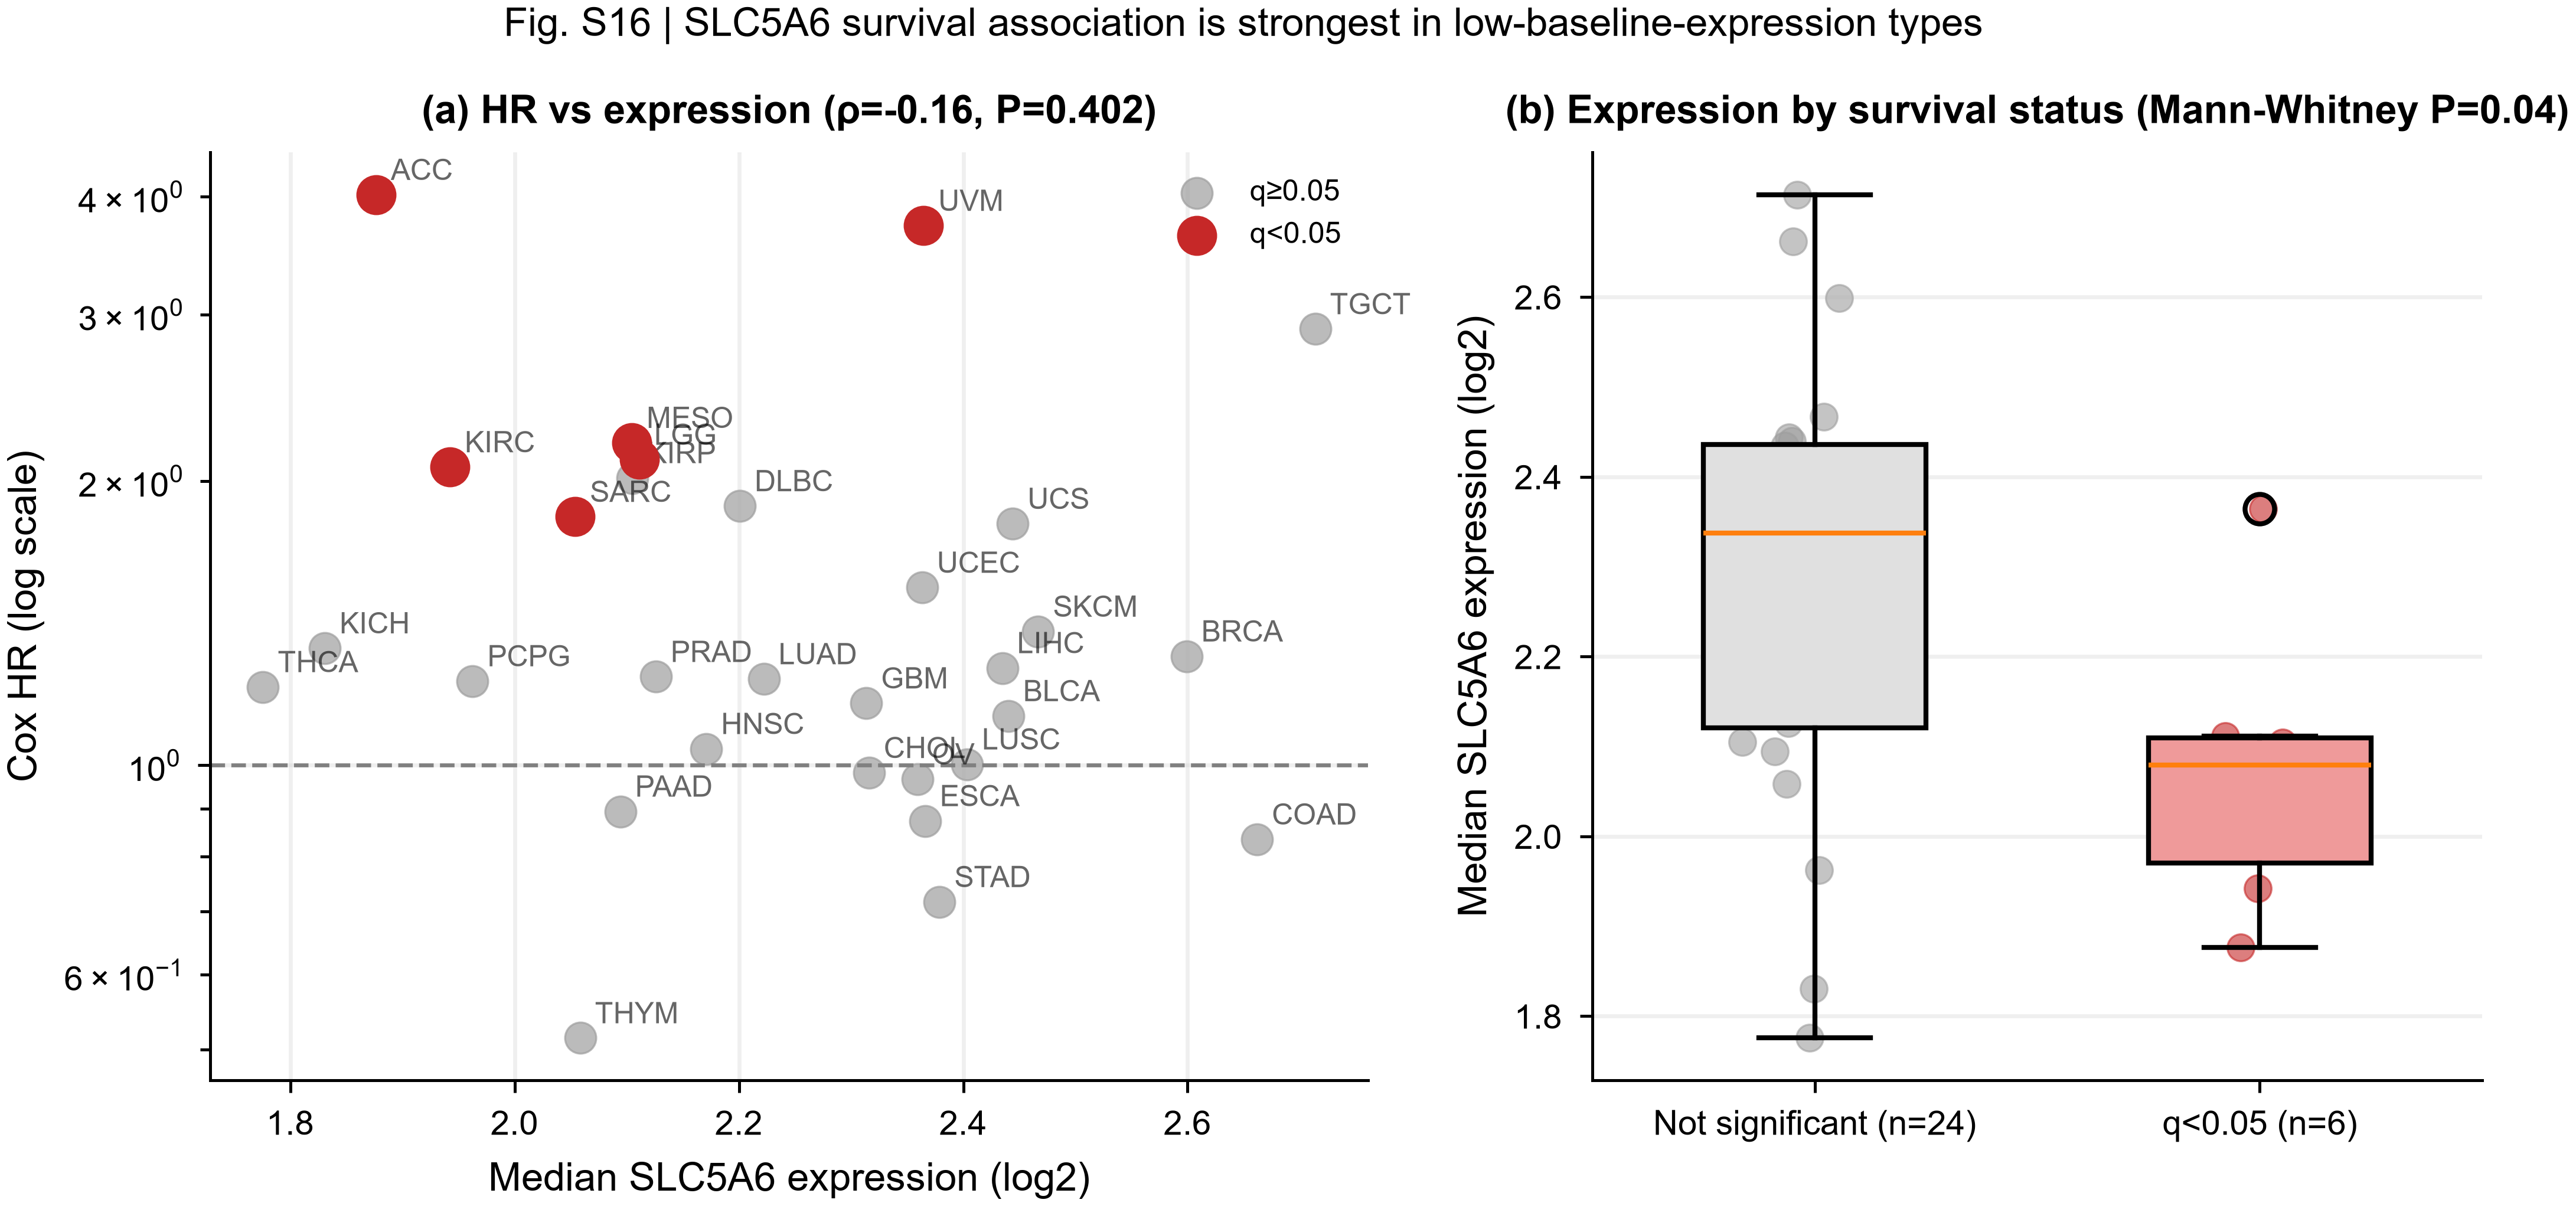 Fig. S16 | SLC5A6 survival association is strongest in low-baseline-expression types
(a) HR vs expression (ρ=-0.16, P=0.402)
Cox HR (log scale)
4 × 10⁰
3 × 10⁰
2 × 10⁰
10⁰
6 × 10⁻¹
ACC
UVM
q≥0.05
q<0.05
TGCT
MESO
LGG
KIRP
KIRC
SARC
DLBC
UCS
UCEC
SKCM
LIHC
BRCA
KICH
THCA
PCPG
PRAD
LUAD
GBM
BLCA
HNSC
CHOL
OV
LUSC
PAAD
ESCA
COAD
STAD
THYM
1.8
2.0
2.2
2.4
2.6
Median SLC5A6 expression (log2)
(b) Expression by survival status (Mann-Whitney P=0.04)
Median SLC5A6 expression (log2)
2.6
2.4
2.2
2.0
1.8
Not significant (n=24)
q<0.05 (n=6)